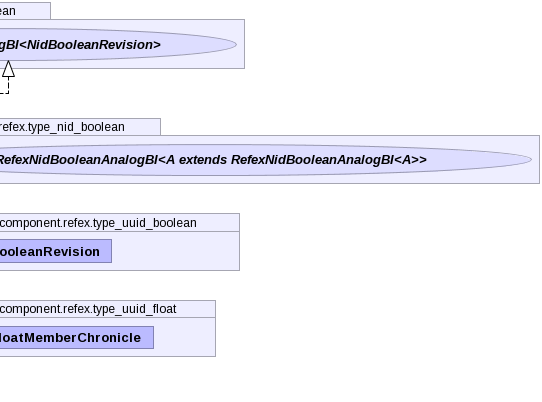 ean
gBI<NidBooleanRevision>
refex.type_nid_boolean
RefexNidBooleanAnalogBI<A extends RefexNidBooleanAnalogBI<A>>
component.refex.type_uuid_boolean
ooleanRevision
component.refex.type_uuid_float
loatMemberChronicle